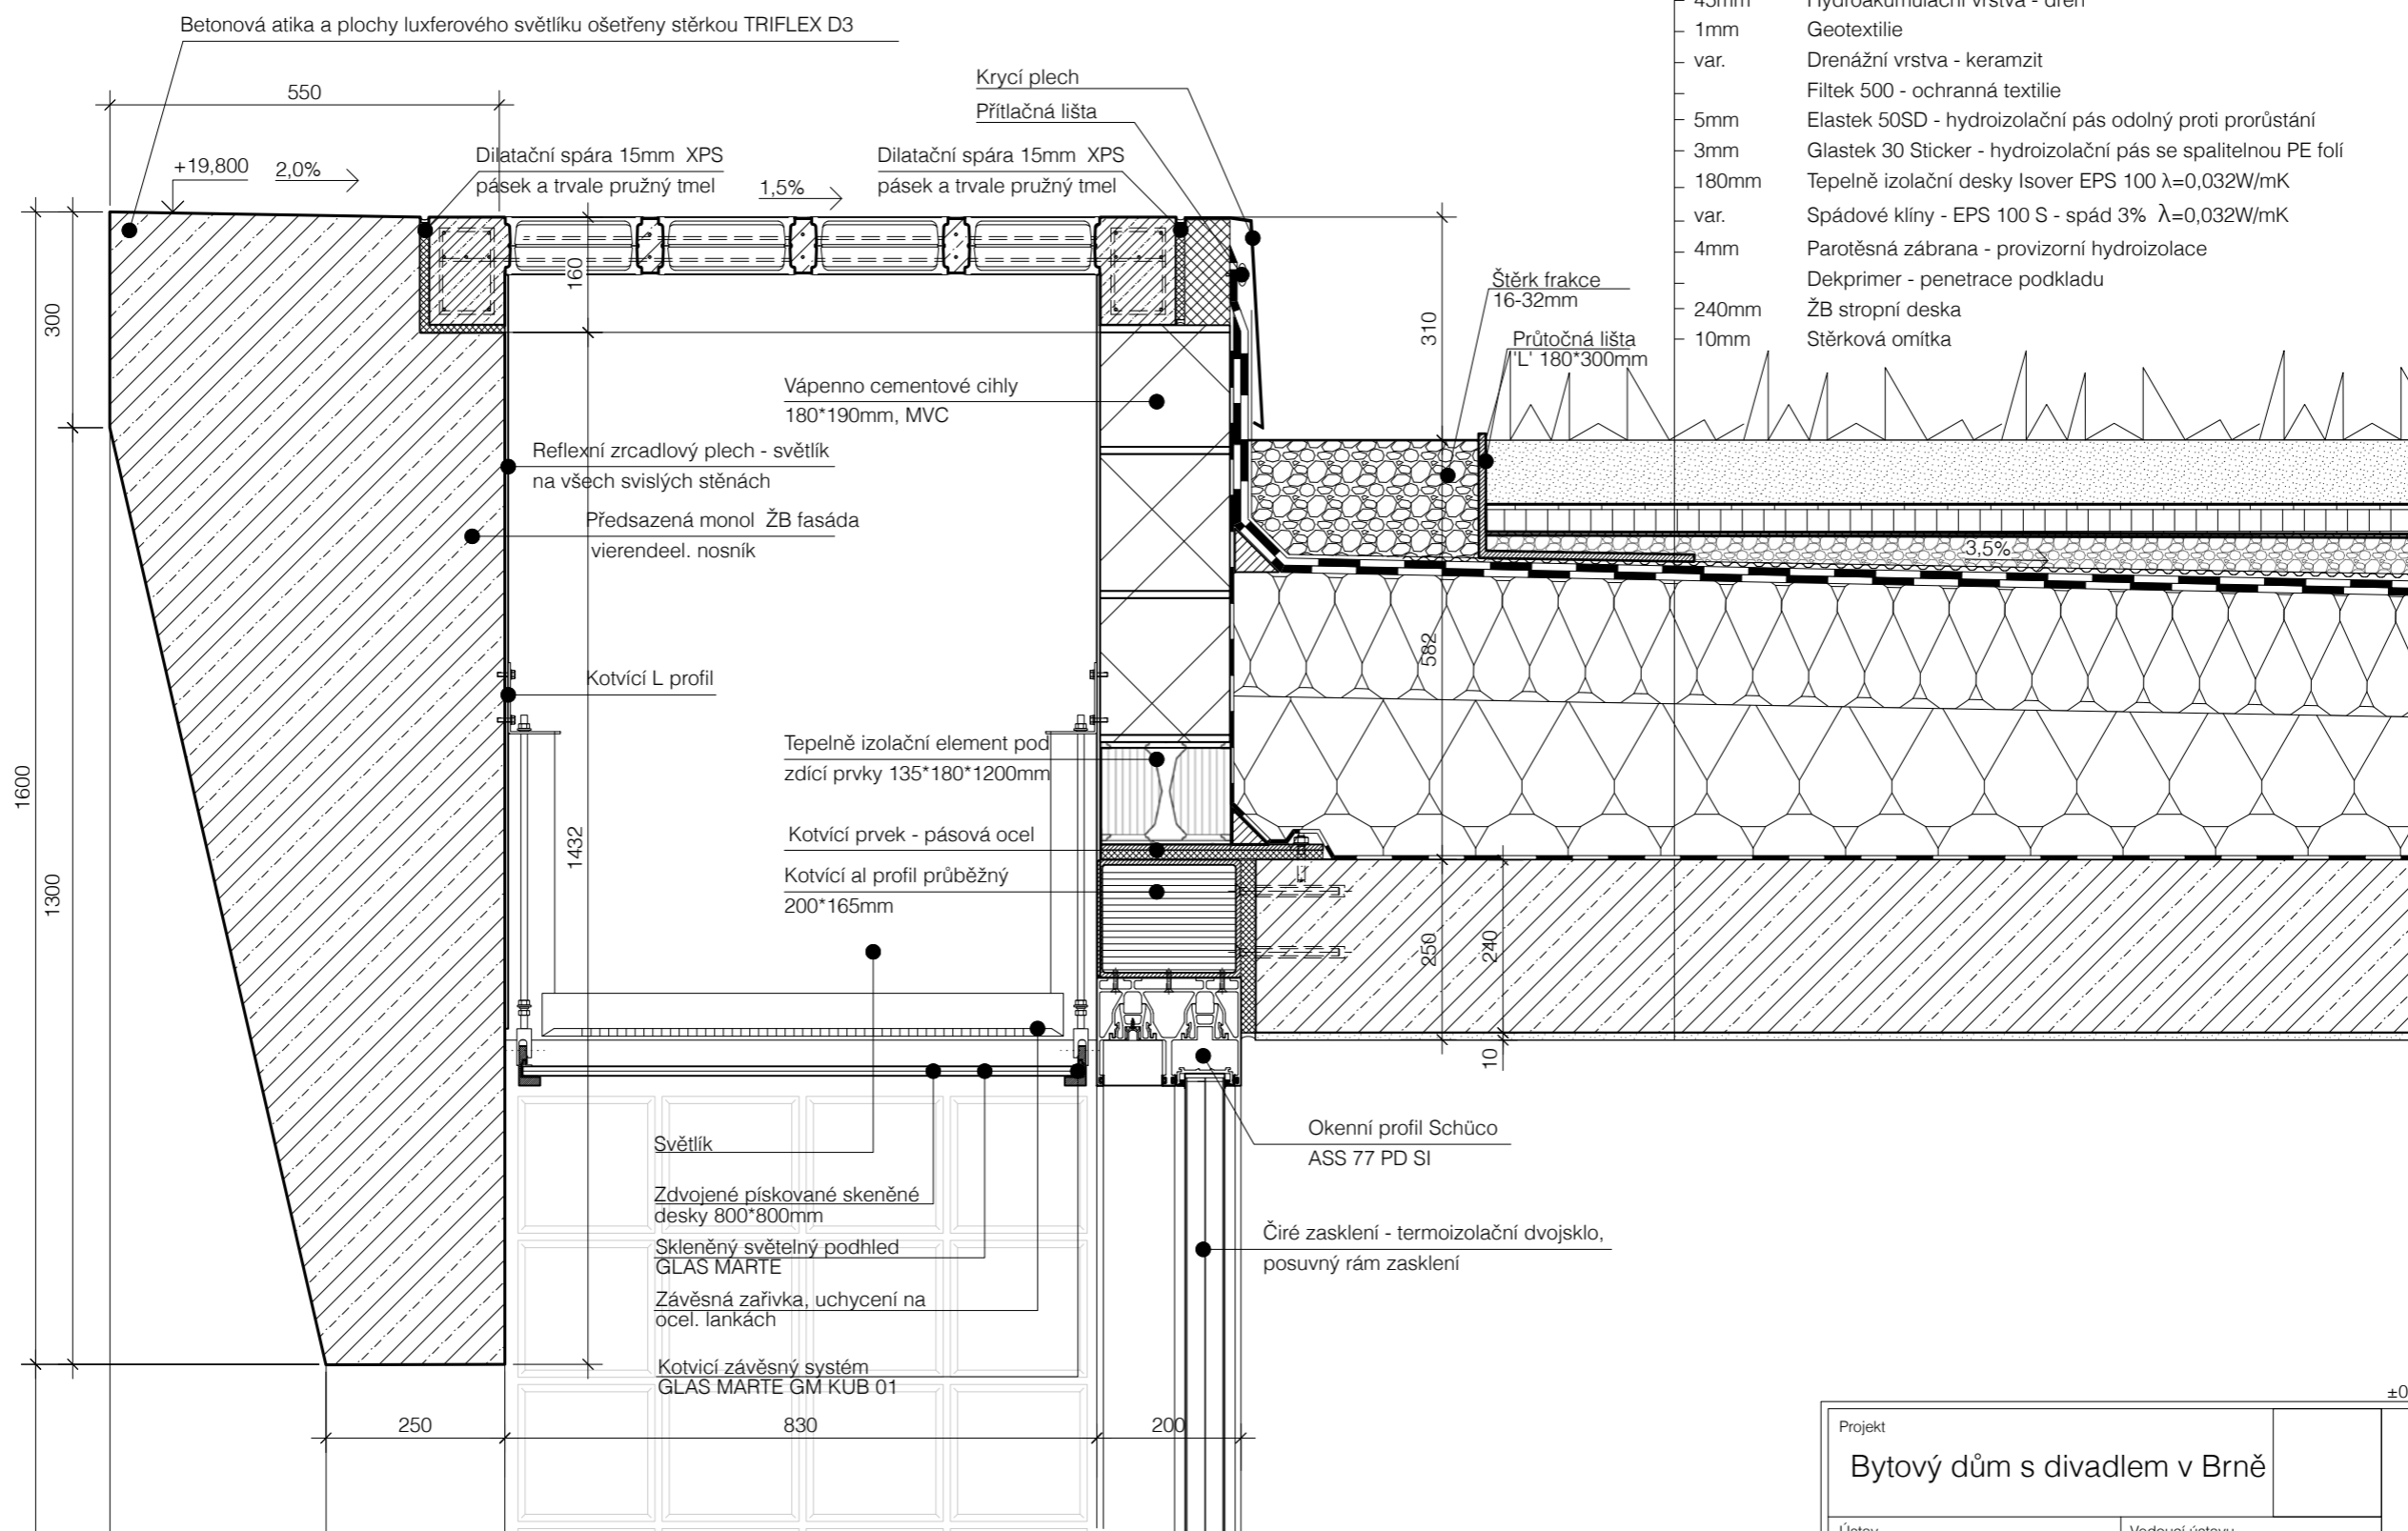 Betonová atika a plochy luxferového světlíku ošetřeny stěrkou TRIFLEX D3
45mm Hydroakumulační vrstva - dren
1mm Geotextilie
var. Drenážní vrstva - keramzit
Filtek 500 - ochranná textilie
5mm Elastek 50SD - hydroizolační pás odolný proti prorůstání
3mm Glastek 30 Sticker - hydroizolační pás se spalitelnou PE folí
180mm Tepelně izolační desky Isover EPS 100 λ=0,032W/mK
var. Spádové klíny - EPS 100 S - spád 3% λ=0,032W/mK
4mm Parotěsná zábrana - provizorní hydroizolace
Dekprimer - penetrace podkladu
240mm ŽB stropní deska
10mm Stěrková omítka
550
Krycí plech
Přítlačná lišta
+19,800
2,0%
Dilatační spára 15mm XPS
pásek a trvale pružný tmel
1,5%
Dilatační spára 15mm XPS
pásek a trvale pružný tmel
160
300
310
Štěrk frakce
16-32mm
Průtočná lišta
'L' 180*300mm
Vápenno cementové cihly
180*190mm, MVC
Reflexní zrcadlový plech - světlík
na všech svislých stěnách
Předsazená monol ŽB fasáda
vierendeel. nosník
3,5%
582
Kotvící L profil
Tepelně izolační element pod
zdící prvky 135*180*1200mm
1600
1432
1300
Kotvící prvek - pásová ocel
Kotvící al profil průběžný
200*165mm
250
240
10
Okenní profil Schüco
ASS 77 PD SI
Světlík
Zdvojené pískované skeněné
desky 800*800mm
Skleněný světelný podhled
GLAS MARTE
Čiré zasklení - termoizolační dvojsklo,
posuvný rám zasklení
Závěsná zařivka, uchycení na
ocel. lankách
Kotvicí závěsný systém
GLAS MARTE GM KUB 01
250
830
200
±0
Projekt
Bytový dům s divadlem v Brně
Ústav
Vedoucí ústavu